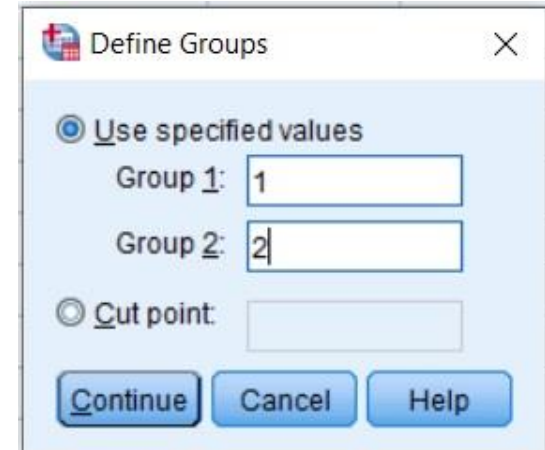 Define Groups
Use specified values
Group 1: 1
Group 2: 2
Cut point:
Continue Cancel Help